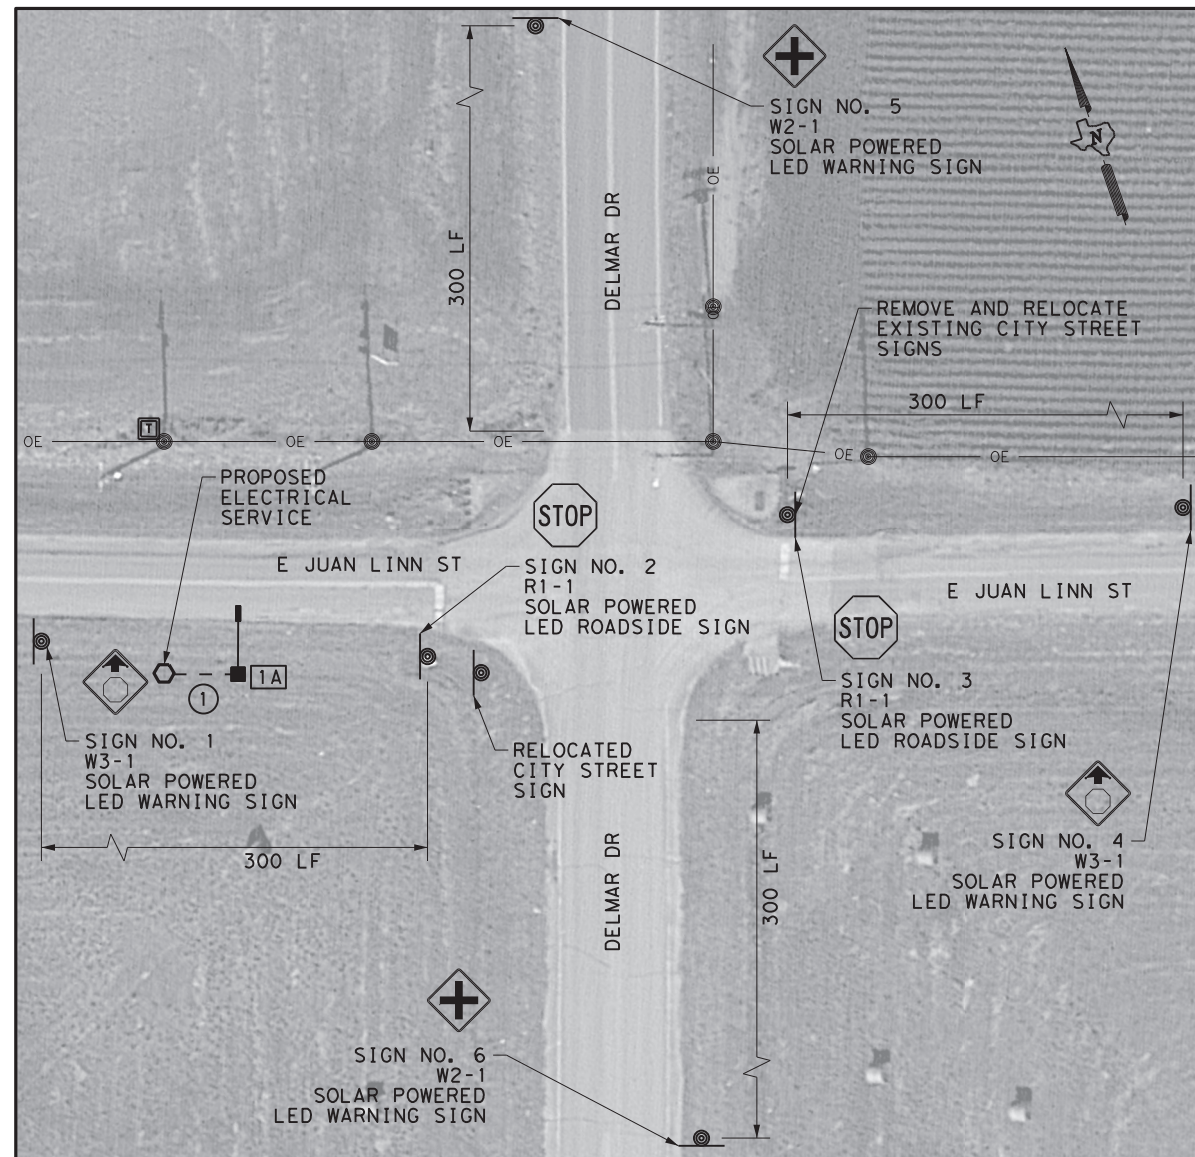 SIGN NO. 5
W2-1
SOLAR POWERED
LED WARNING SIGN
N
OE
DELMAR DR
300 LF
REMOVE AND RELOCATE
EXISTING CITY STREET
SIGNS
300 LF
T
OE
OE
OE
OE
OE
PROPOSED
ELECTRICAL
SERVICE
STOP
E JUAN LINN ST
SIGN NO. 2
R1-1
SOLAR POWERED
LED ROADSIDE SIGN
E JUAN LINN ST
STOP
1A
1
SIGN NO. 3
R1-1
SOLAR POWERED
LED ROADSIDE SIGN
SIGN NO. 1
W3-1
SOLAR POWERED
LED WARNING SIGN
RELOCATED
CITY STREET
SIGN
300 LF
DELMAR DR
300 LF
SIGN NO. 4
W3-1
SOLAR POWERED
LED WARNING SIGN
SIGN NO. 6
W2-1
SOLAR POWERED
LED WARNING SIGN